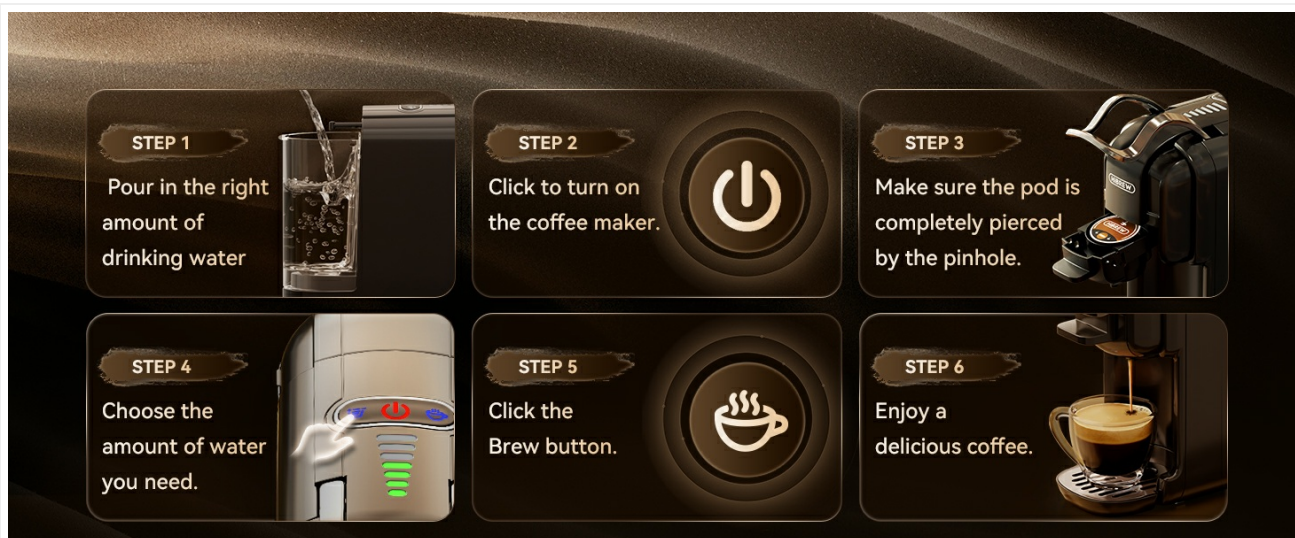 STEP 1
Pour in the right
amount of
drinking water
STEP 2
Click to turn on
the coffee maker.
STEP 3
Make sure the pod is
completely pierced
by the pinhole.
HiBREW
STEP 4
Choose the
amount of water
you need.
STEP 5
Click the
Brew button.
STEP 6
Enjoy a
delicious coffee.